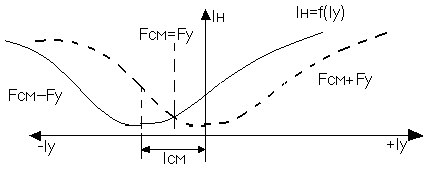 Fсм=Fу
Iн
Iн=f(Iу)
Fсм–Fу
Fсм+Fу
-Iу
Iсм
+Iу